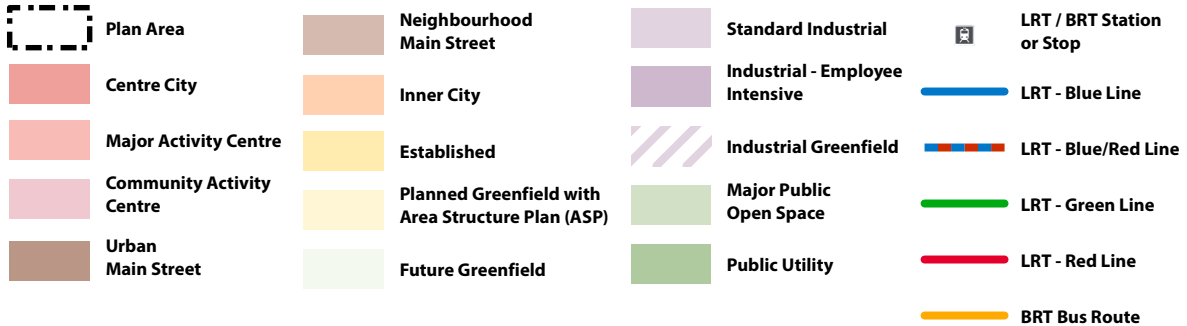 Plan Area
Centre City
Major Activity Centre
Community Activity
Centre
Urban
Main Street
Neighbourhood
Main Street
Inner City
Established
Planned Greenfield with
Area Structure Plan (ASP)
Future Greenfield
Standard Industrial
Industrial - Employee
Intensive
Industrial Greenfield
Major Public
Open Space
Public Utility
LRT / BRT Station
or Stop
LRT - Blue Line
LRT - Blue/Red Line
LRT - Green Line
LRT - Red Line
BRT Bus Route